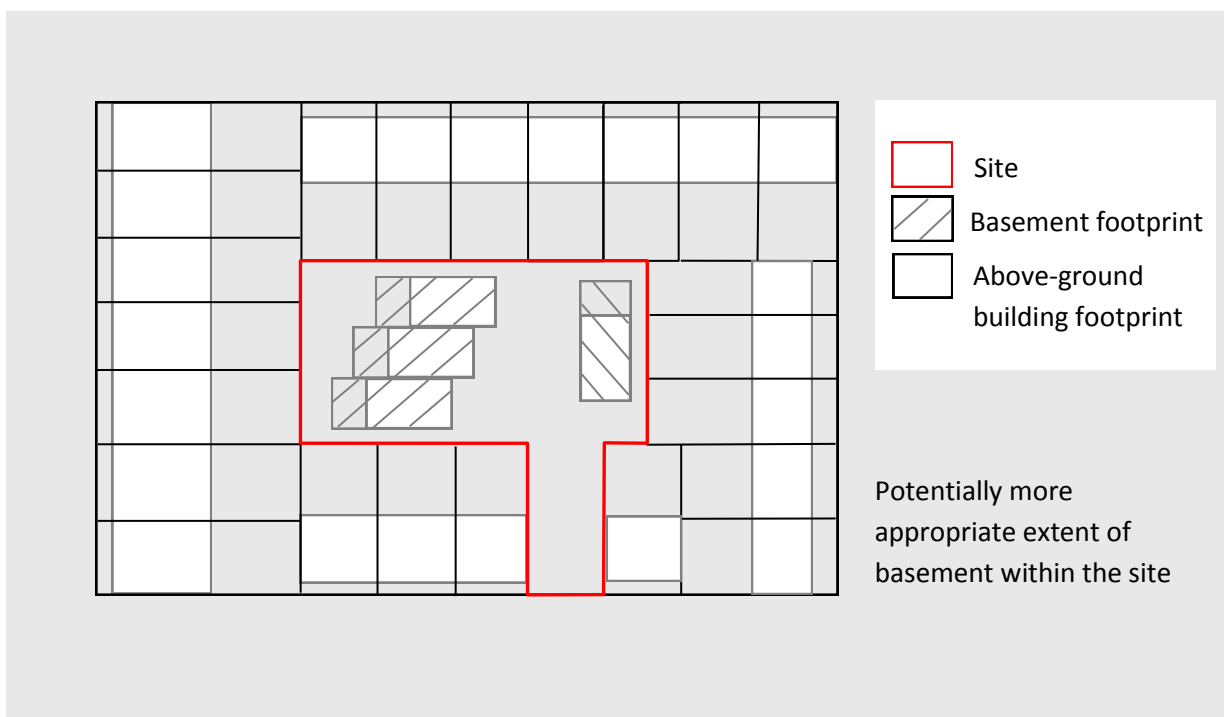 Site
Basement footprint
Above-ground
building footprint
Potentially more
appropriate extent of
basement within the site